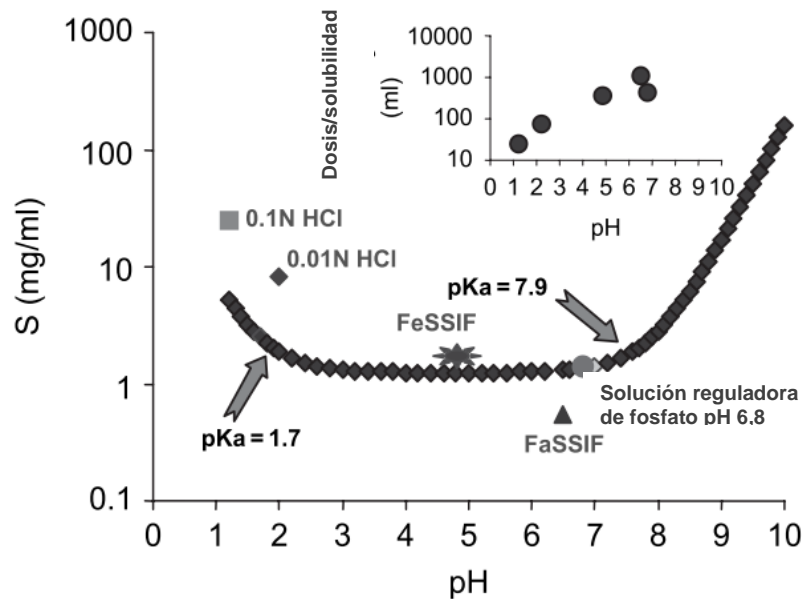 1000
100
10
1
0.1
S (mg/ml)
0 1 2 3 4 5 6 7 8 9 10
pH
0.1N HCl
0.01N HCl
FeSSIF
pKa = 7.9
pKa = 1.7
FaSSIF
Solución reguladora
de fosfato pH 6,8
Dosis/solubilidad
(ml)
10000
1000
100
10
0 1 2 3 4 5 6 7 8 9 10
pH